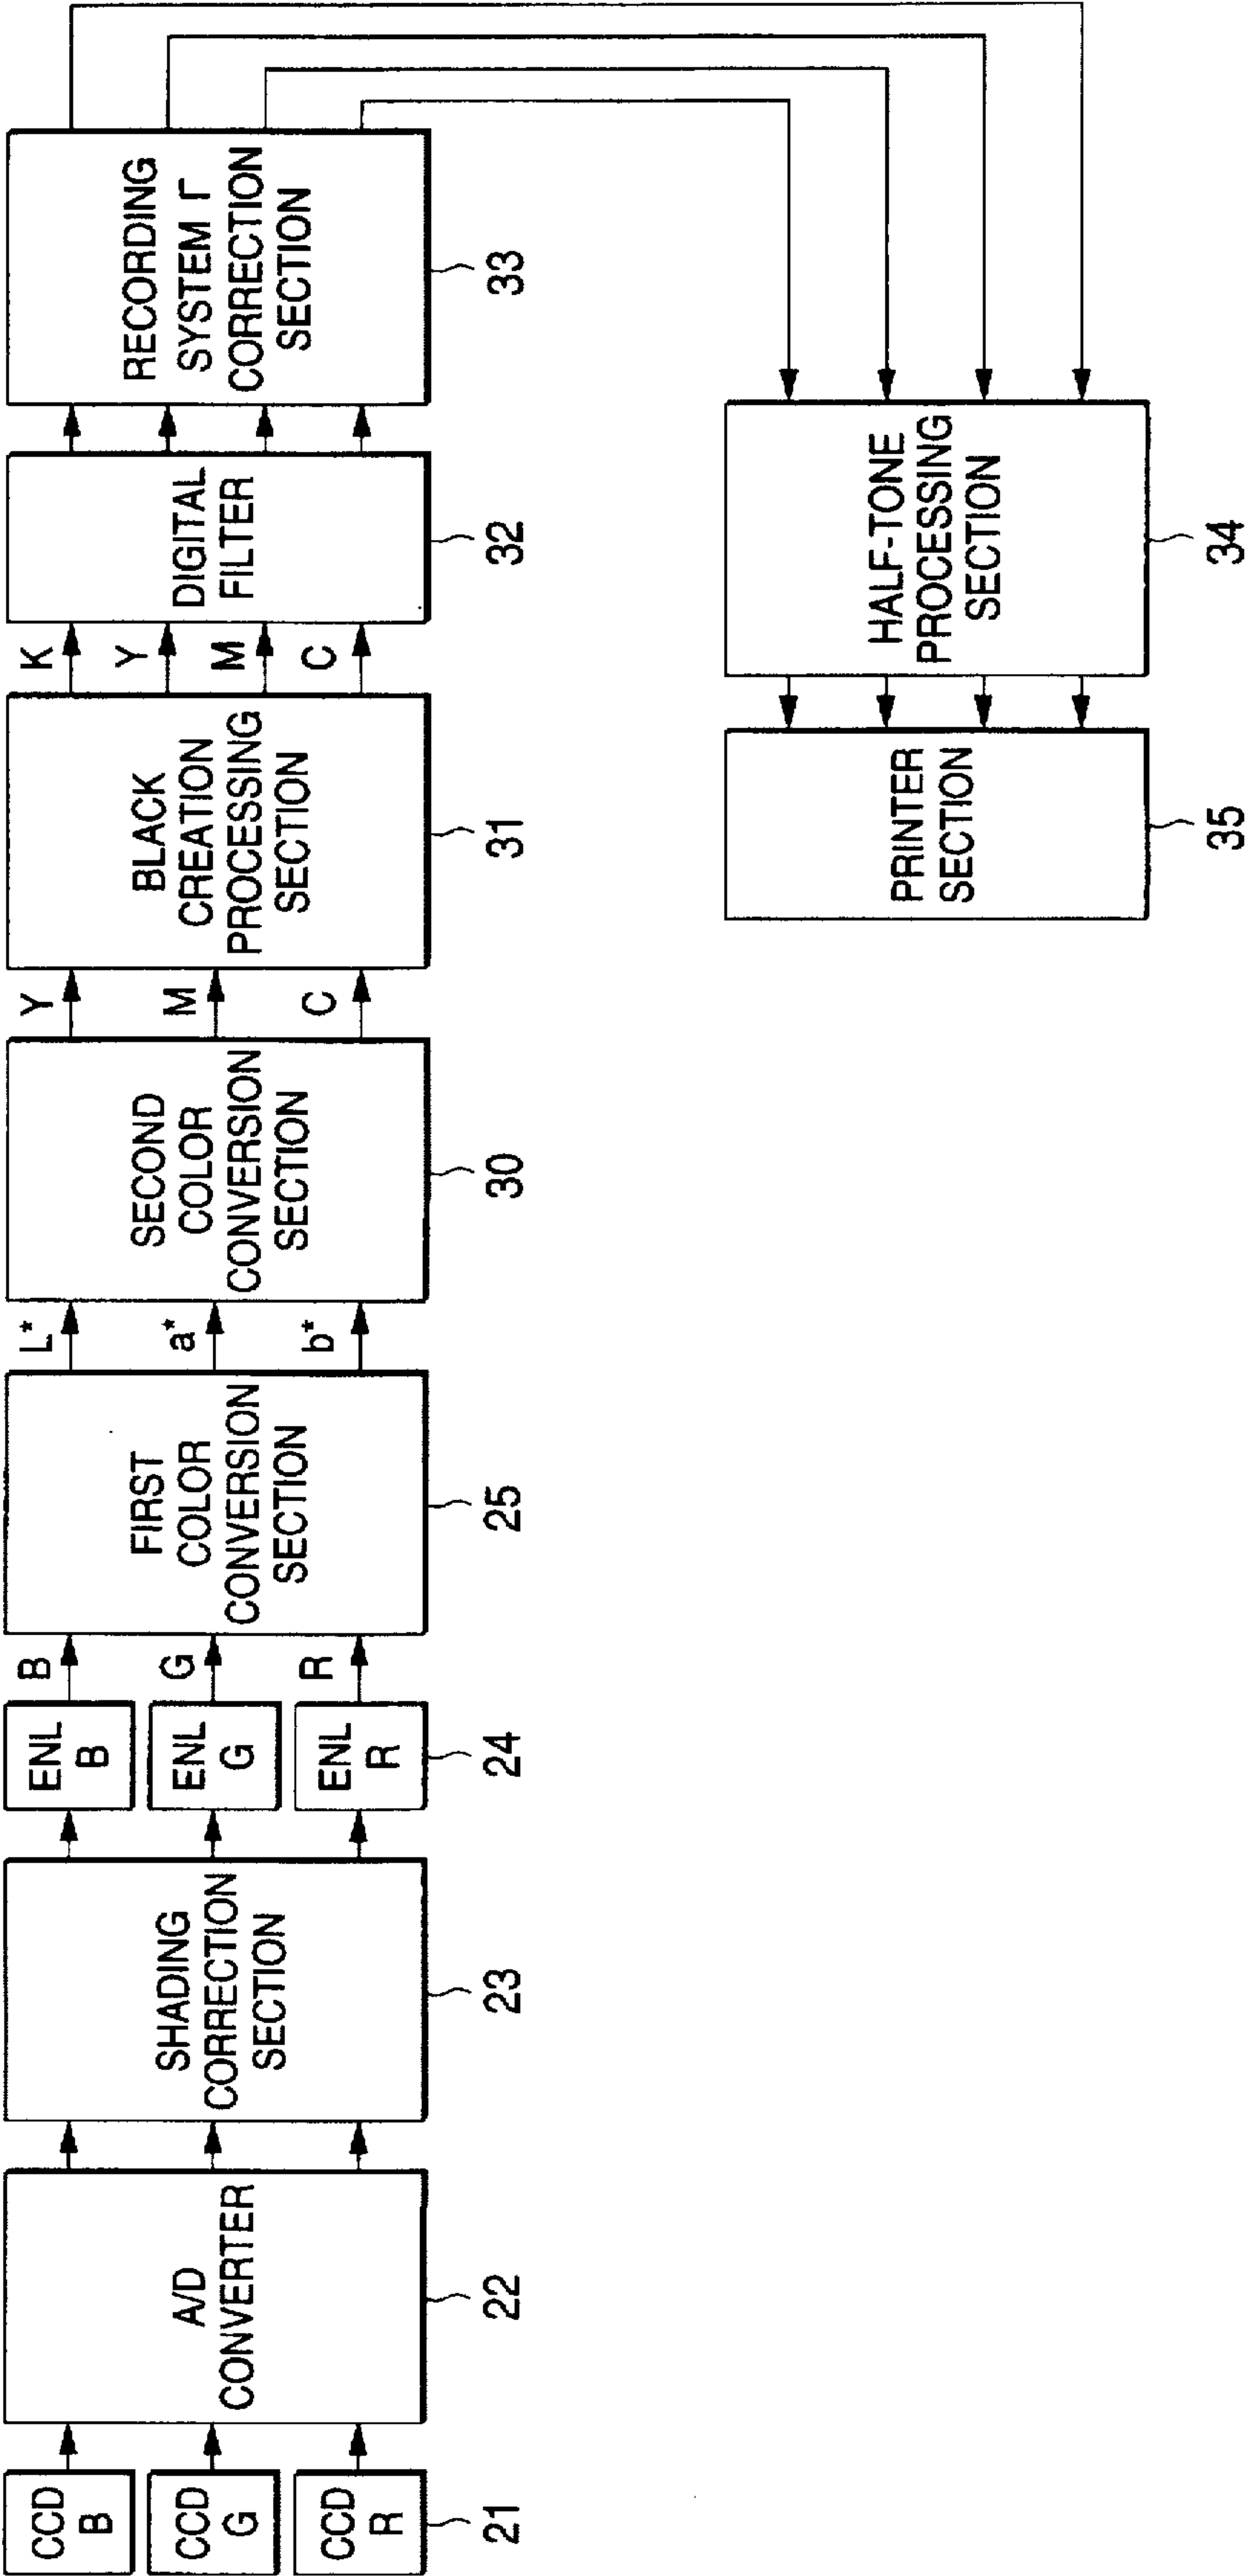 CCD
B
CCD
G
CCD
R
21
A/D
CONVERTER
22
SHADING
CORRECTION
SECTION
23
ENL
B
ENL
G
ENL
R
24
B
G
R
FIRST
COLOR
CONVERSION
SECTION
25
L*
a*
b*
SECOND
COLOR
CONVERSION
SECTION
30
Y
M
C
BLACK
CREATION
PROCESSING
SECTION
31
K
Y
M
C
DIGITAL
FILTER
32
RECORDING
SYSTEM Γ
CORRECTION
SECTION
33
HALF-TONE
PROCESSING
SECTION
34
PRINTER
SECTION
35